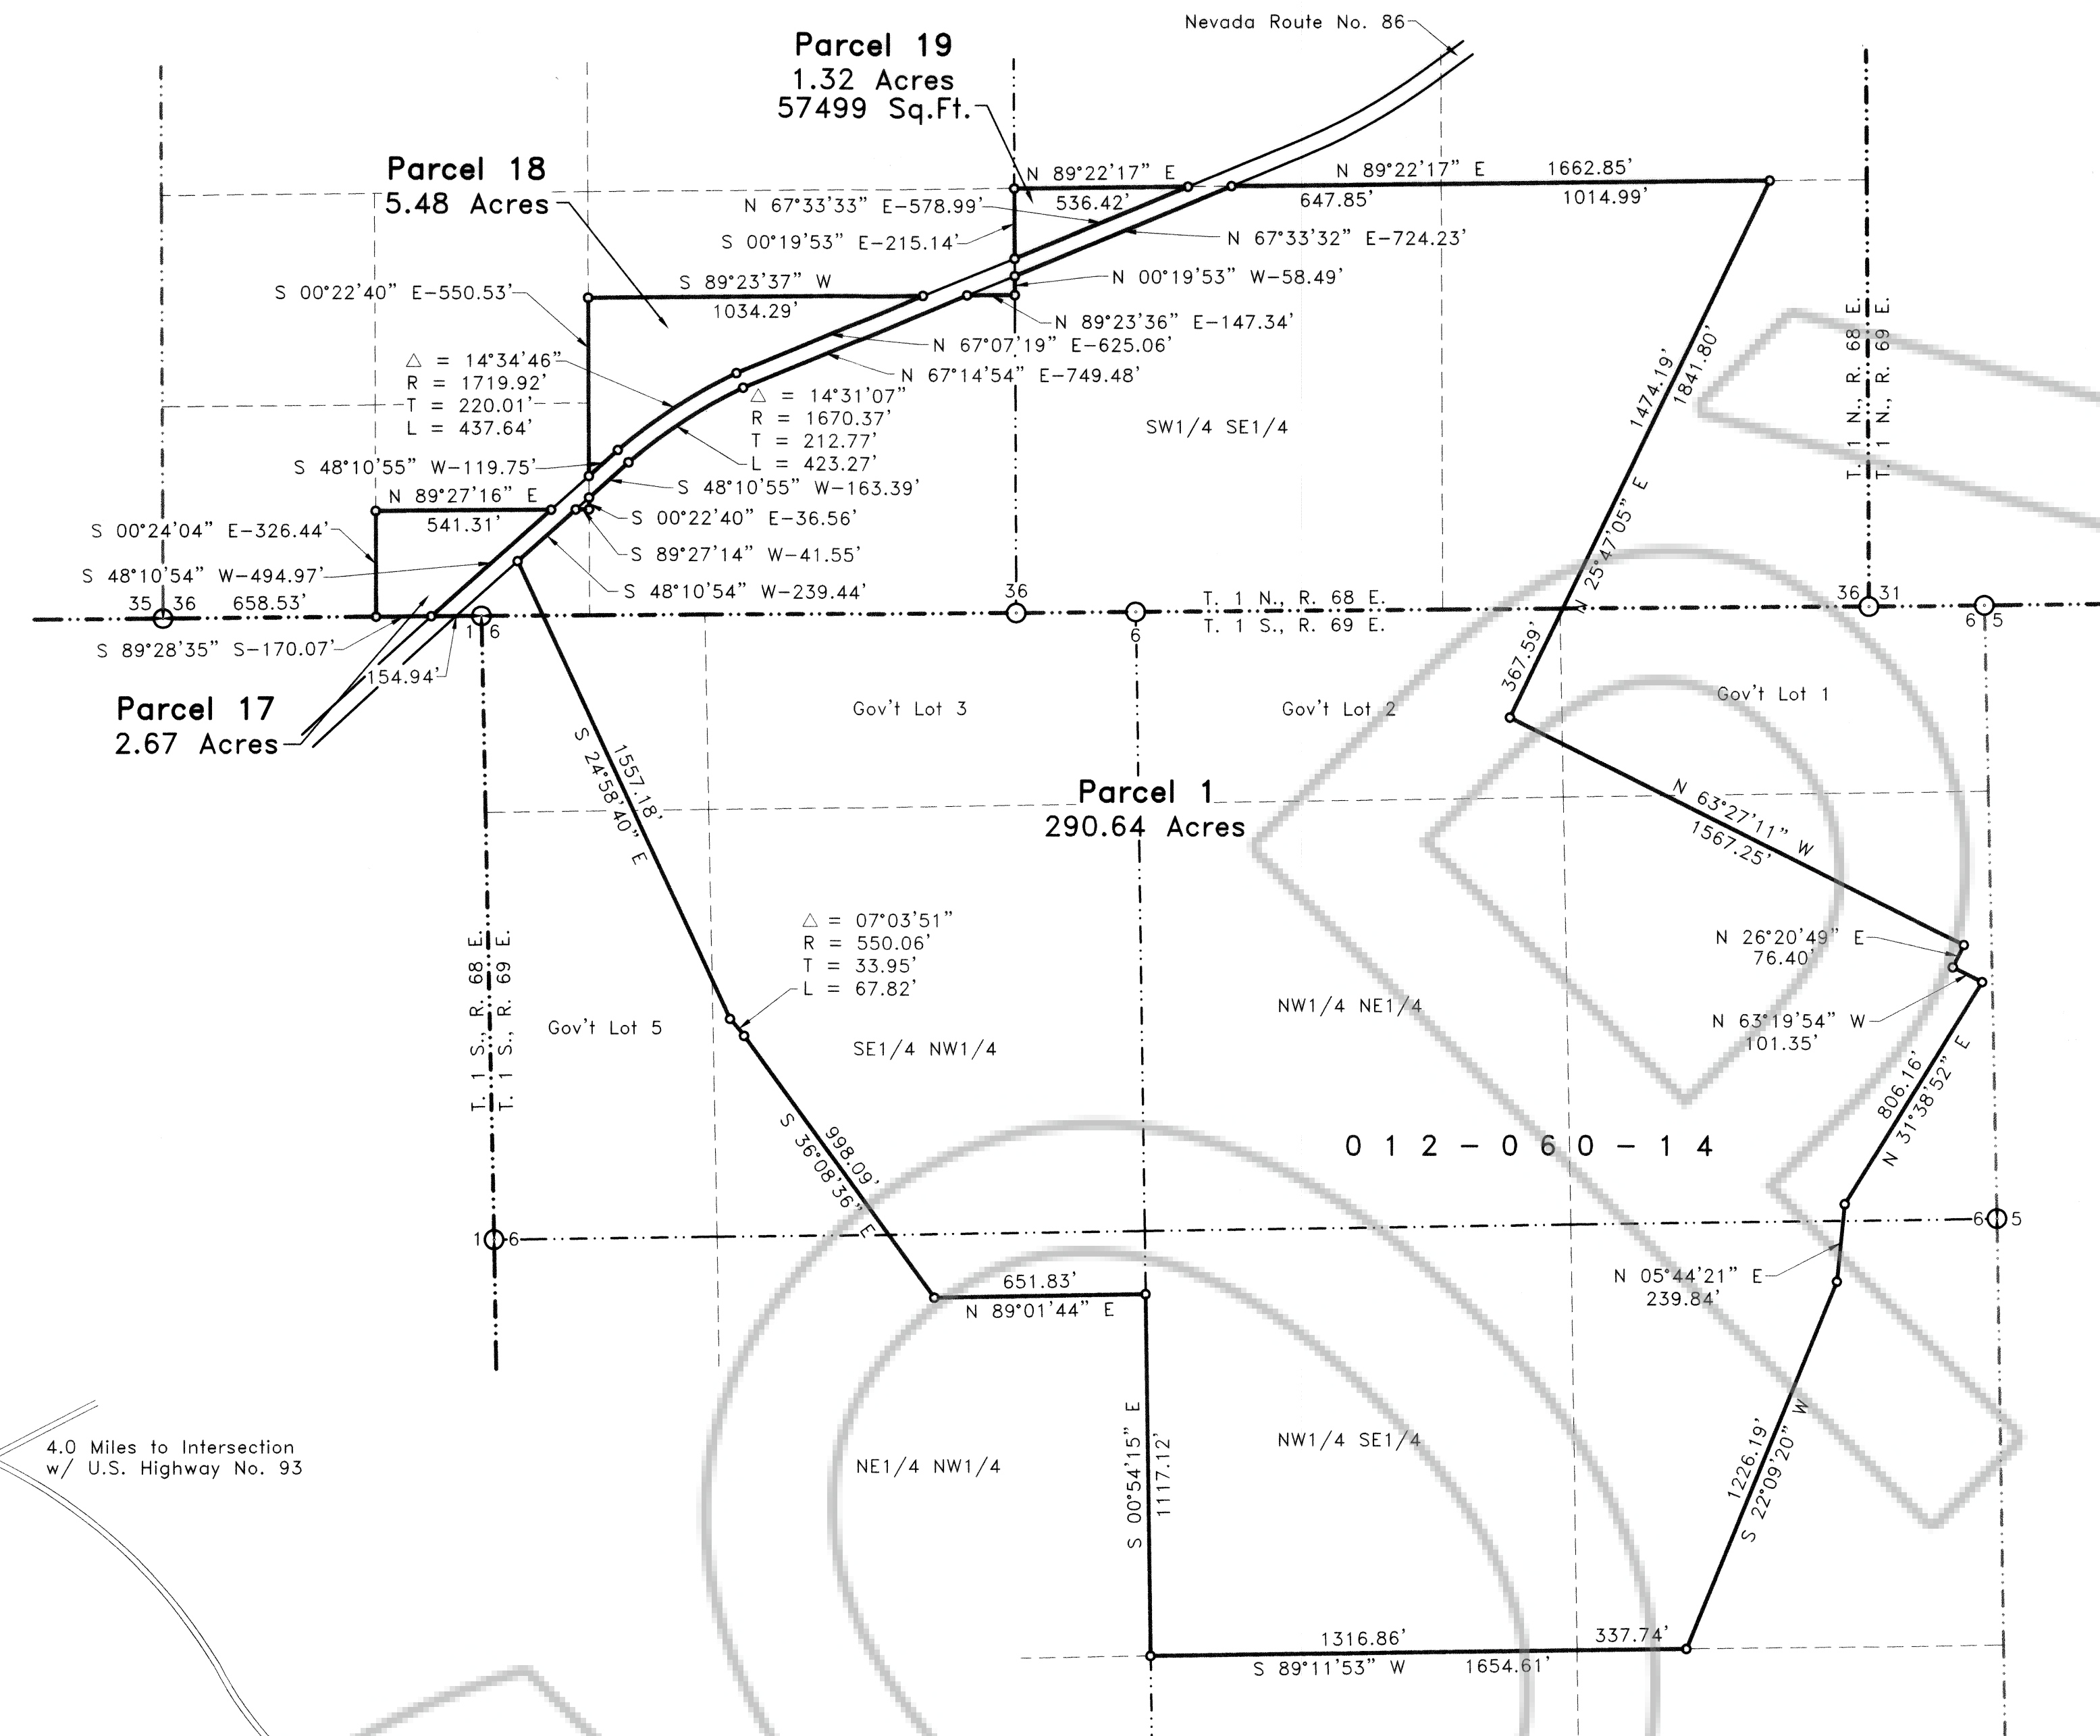 Nevada Route No. 86
Parcel 19
1.32 Acres
57499 Sq.Ft.
Parcel 18
5.48 Acres
N 89°22'17" E
536.42'
N 89°22'17" E 1662.85'
647.85' 1014.99'
N 67°33'33" E-578.99'
S 00°19'53" E-215.14'
N 67°33'32" E-724.23'
N 00°19'53" W-58.49'
S 89°23'37" W
1034.29'
S 00°22'40" E-550.53'
N 89°23'36" E-147.34'
N 67°07'19" E-625.06'
N 67°14'54" E-749.48'
△ = 14°34'46"
R = 1719.92'
T = 220.01'
L = 437.64'
△ = 14°31'07"
R = 1670.37'
T = 212.77'
L = 423.27'
SW1/4 SE1/4
1474.19'
1841.80'
N 25°47'05" E
367.59'
T. 1 N., R. 68 E.
T. 1 N., R. 69 E.
S 48°10'55" W-119.75'
S 48°10'55" W-163.39'
N 89°27'16" E
541.31'
S 00°22'40" E-36.56'
S 00°24'04" E-326.44'
S 89°27'14" W-41.55'
S 48°10'54" W-494.97'
S 48°10'54" W-239.44'
35 36 658.53'
36
T. 1 N., R. 68 E.
T. 1 S., R. 69 E.
36 31
1 6
6
6 5
S 89°28'35" S-170.07'
154.94'
Parcel 17
2.67 Acres
Gov't Lot 3
Gov't Lot 2
Gov't Lot 1
1557.18'
S 24°58'40" E
Parcel 1
290.64 Acres
N 63°27'11" W
1567.25'
△ = 07°03'51"
R = 550.06'
T = 33.95'
L = 67.82'
N 26°20'49" E
76.40'
N 63°19'54" W
101.35'
T. 1 S., R. 68 E.
T. 1 S., R. 69 E.
Gov't Lot 5
SE1/4 NW1/4
NW1/4 NE1/4
806.16'
N 31°38'52" E
012-060-14
998.09'
S 36°08'36" E
1 6
6 5
651.83'
N 89°01'44" E
N 05°44'21" E
239.84'
S 00°54'15" E
1117.12'
1226.19'
S 22°09'20" W
4.0 Miles to Intersection
w/ U.S. Highway No. 93
NE1/4 NW1/4
NW1/4 SE1/4
1316.86' 337.74'
S 89°11'53" W 1654.61'